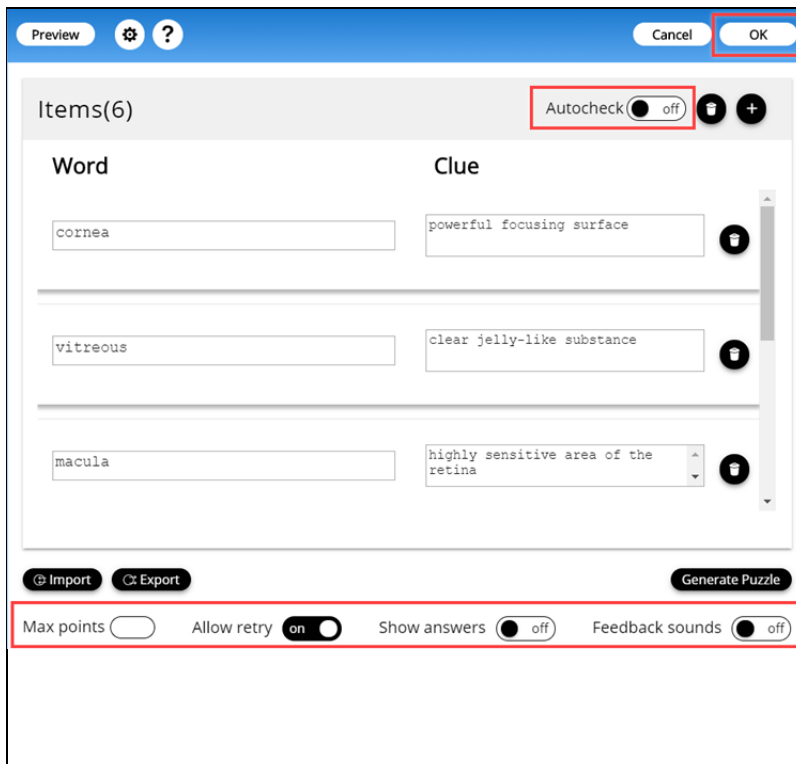 Preview ? Cancel OK
Items(6) Autocheck off +
Word Clue
cornea powerful focusing surface
vitreous clear jelly-like substance
macula highly sensitive area of the
retina
Import Export Generate Puzzle
Max points Allow retry on Show answers off Feedback sounds off